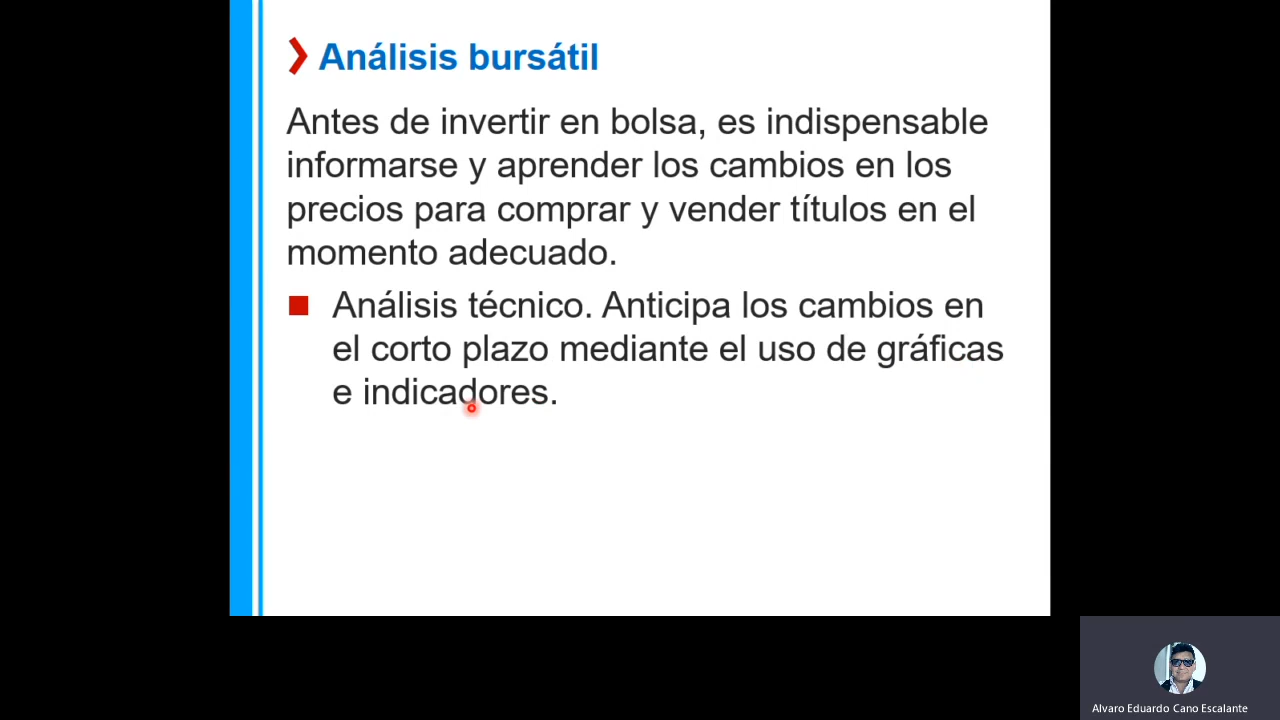 Análisis bursátil
Antes de invertir en bolsa, es indispensable
informarse y aprender los cambios en los
precios para comprar y vender títulos en el
momento adecuado.
Análisis técnico. Anticipa los cambios en
el corto plazo mediante el uso de gráficas
e indicadores.
Alvaro Eduardo Cano Escalante